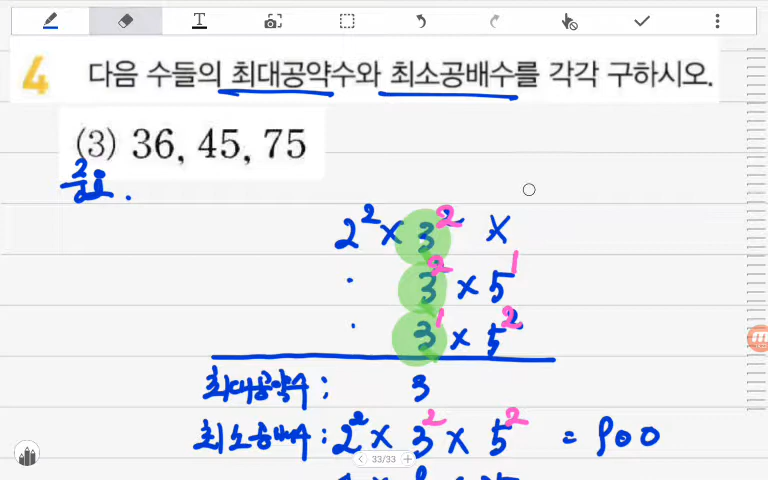 4 다음 수들의 최대공약수와 최소공배수를 각각 구하시오.
(3) 36, 45, 75
2² × 3² ×
· 3² × 5¹
· 3¹ × 5²
최대공약수 : 3
최소공배수 : 2² × 3² × 5² = 900
33/33